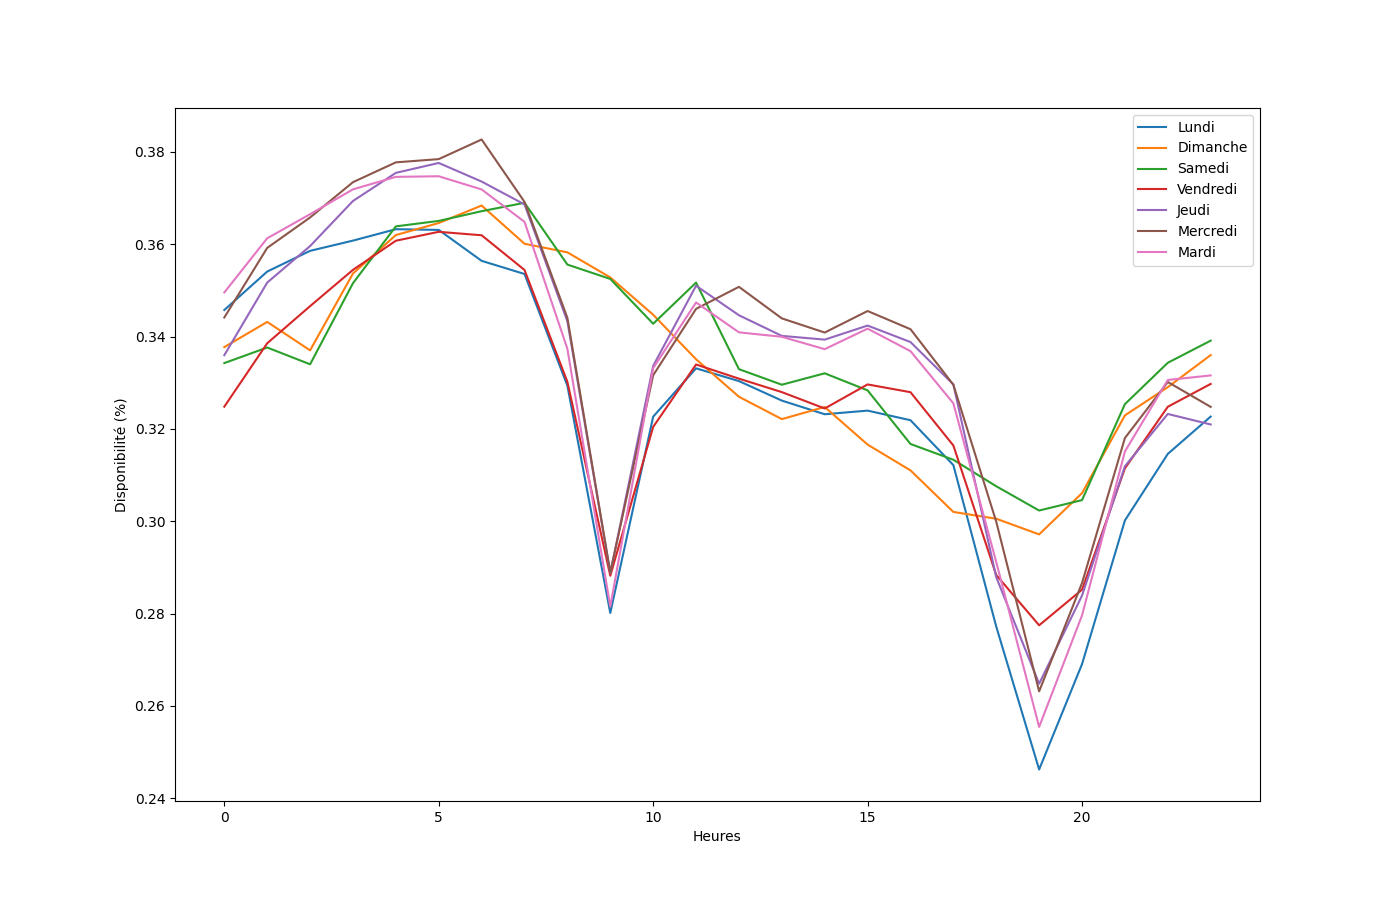 Lundi
Dimanche
Samedi
Vendredi
Jeudi
Mercredi
Mardi
0.38
0.36
0.34
0.32
0.30
0.28
0.26
0.24
Disponibilité (%)
0 5 10 15 20
Heures